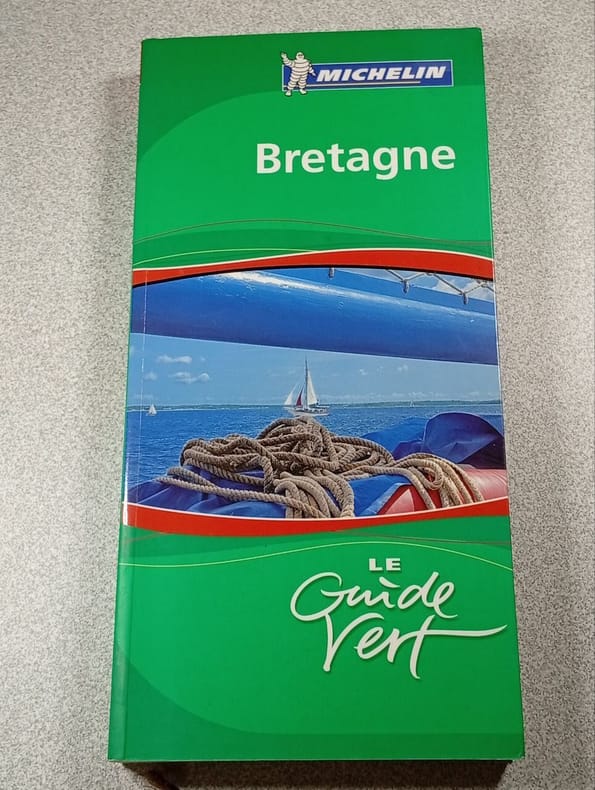 MICHELIN
Bretagne
LE
Guide
Vert